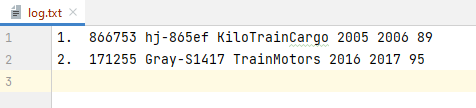 log.txt
1 1. 866753 hj-865ef KiloTrainCargo 2005 2006 89
2 2. 171255 Gray-S1417 TrainMotors 2016 2017 95
3